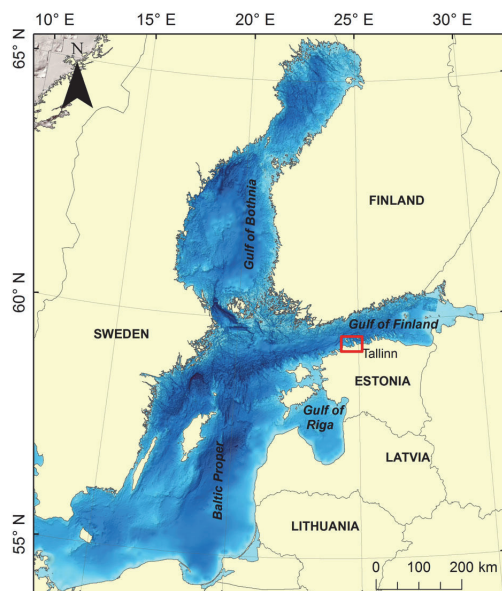 10° N
15° E
20° E
25° E
30° E
65° N
N
Gulf of Bothnia
FINLAND
60° N
SWEDEN
Gulf of Finland
Tallinn
ESTONIA
Gulf of
Riga
LATVIA
Baltic Proper
LITHUANIA
55° N
0 100 200 km